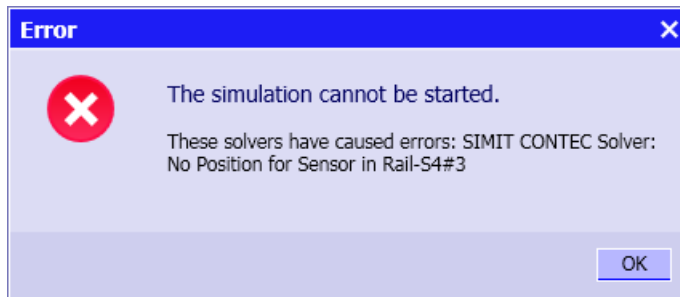 Error
The simulation cannot be started.
These solvers have caused errors: SIMIT CONTEC Solver:
No Position for Sensor in Rail-S4#3
OK